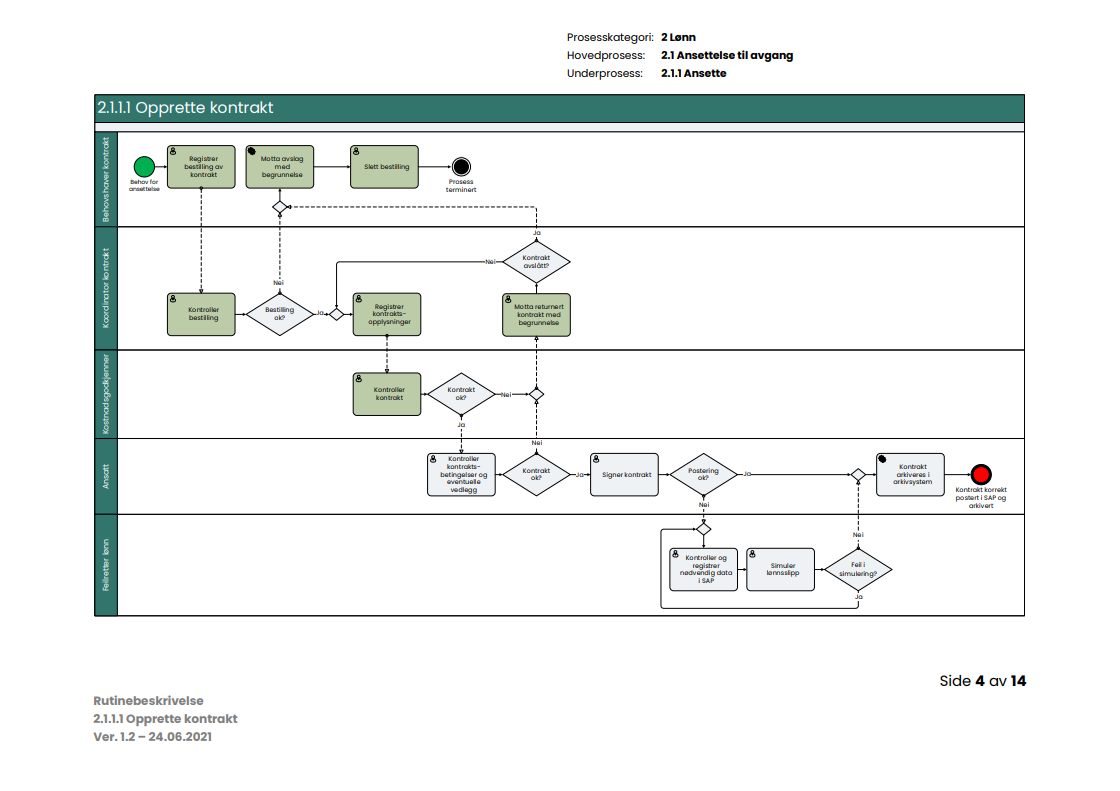 Prosesskategori: 2 Lønn
Hovedprosess: 2.1 Ansettelse til avgang
Underprosess: 2.1.1 Ansette
2.1.1.1 Opprette kontrakt
Behovshaver kontrakt
Behov for
ansettelse
Registrer
bestilling av
kontrakt
Motta avslag
med
begrunnelse
Slett bestilling
Prosess
terminert
Koordinator kontrakt
Kontroller
bestilling
Nei
Bestilling
ok?
Ja
Registrer
kontrakts-
opplysninger
Nei
Ja
Kontrakt
avslått?
Motta returnert
kontrakt med
begrunnelse
Kostnadsgodkjenner
Kontroller
kontrakt
Kontrakt
ok?
Nei
Ja
Ansatt
Kontroller
kontrakts-
betingelser og
eventuelle
vedlegg
Nei
Kontrakt
ok?
Ja
Signer kontrakt
Postering
ok?
Ja
Nei
Kontrakt
arkiveres i
arkivsystem
Kontrakt korrekt
postert i SAP og
arkivert
Feilretter lønn
Kontroller og
registrer
nødvendig data
i SAP
Simuler
lønnsslipp
Nei
Feil i
simulering?
Ja
Side 4 av 14
Rutinebeskrivelse
2.1.1.1 Opprette kontrakt
Ver. 1.2 – 24.06.2021